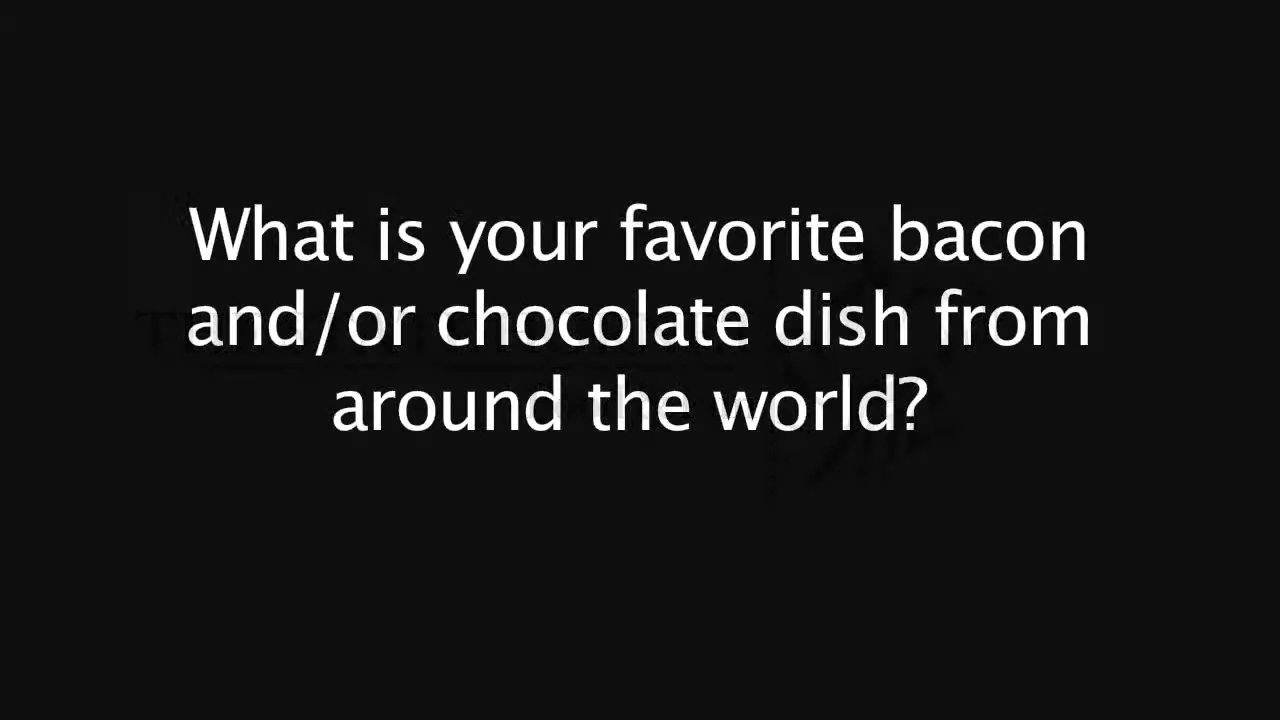 What is your favorite bacon
and/or chocolate dish from
around the world?